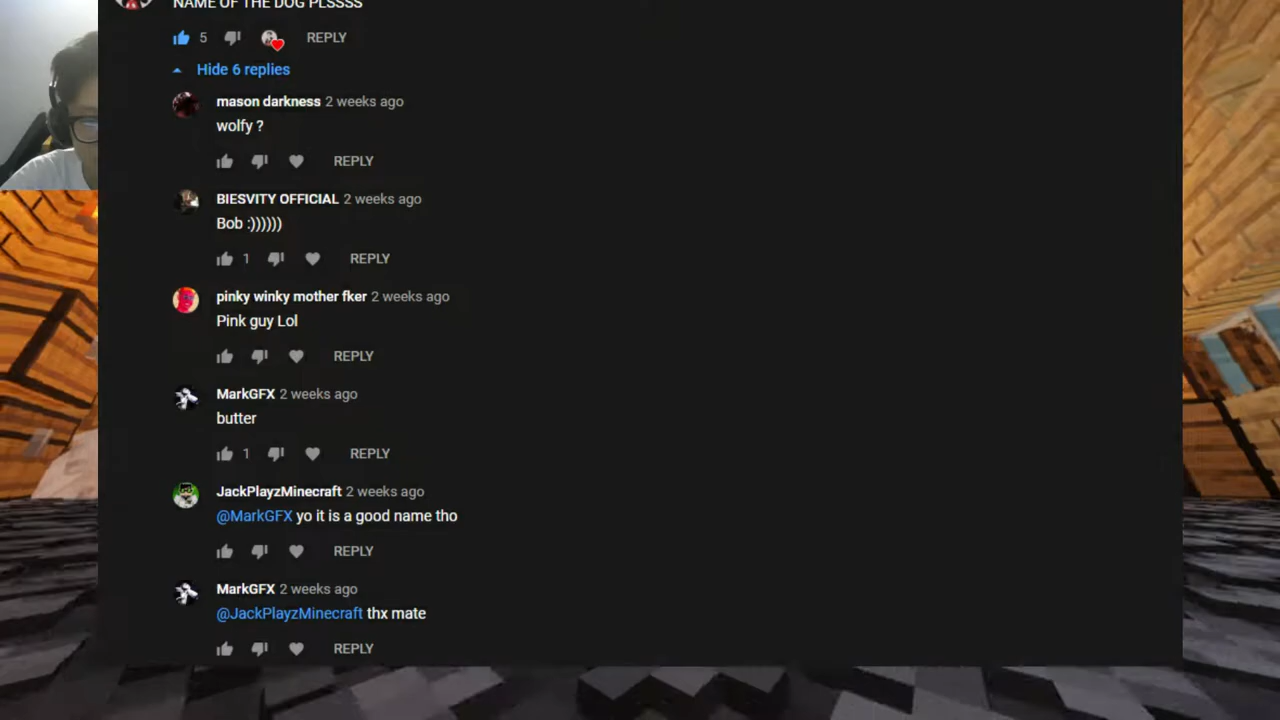 NAME OF THE DOG PLSSSS
5 REPLY
Hide 6 replies
mason darkness 2 weeks ago
wolfy ?
REPLY
BIESVITY OFFICIAL 2 weeks ago
Bob :))))))
1 REPLY
pinky winky mother fker 2 weeks ago
Pink guy Lol
REPLY
MarkGFX 2 weeks ago
butter
1 REPLY
JackPlayzMinecraft 2 weeks ago
@MarkGFX yo it is a good name tho
REPLY
MarkGFX 2 weeks ago
@JackPlayzMinecraft thx mate
REPLY